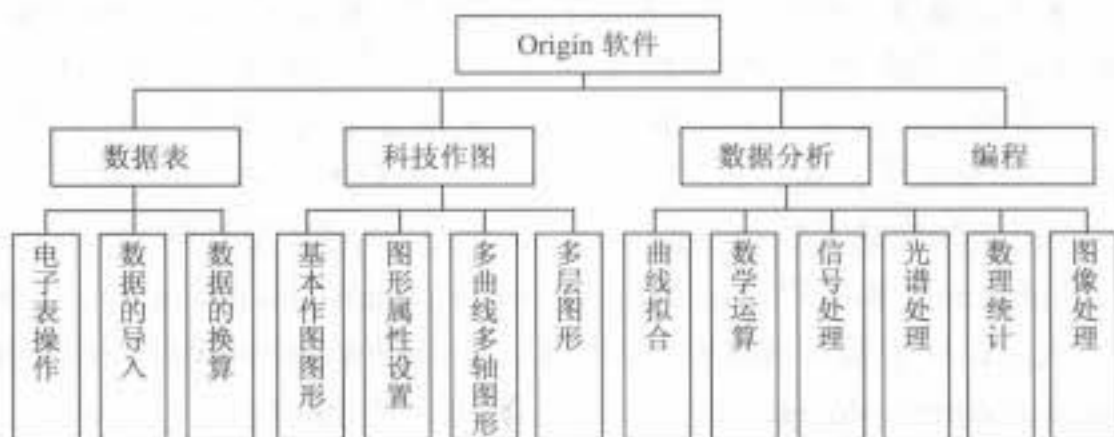 Origin 软件
数据表
科技作图
数据分析
编程
电子表操作
数据的导入
数据的换算
基本作图图形
图形属性设置
多曲线多轴图形
多层图形
曲线拟合
数学运算
信号处理
光谱处理
数理统计
图像处理